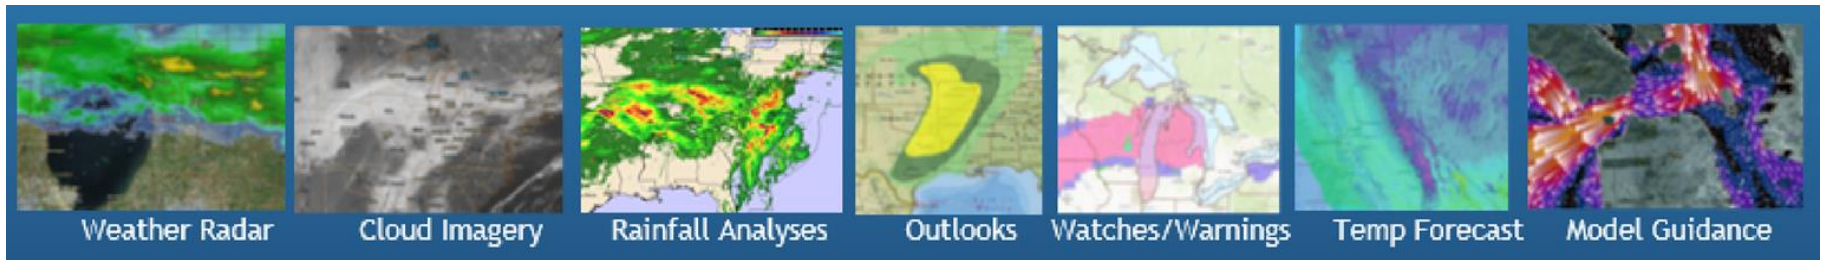 Weather Radar
Cloud Imagery
Rainfall Analyses
Outlooks
Watches/Warnings
Temp Forecast
Model Guidance